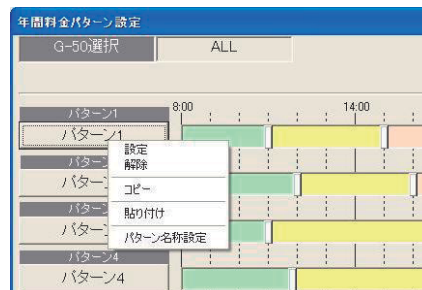 年間料金パターン設定
G-50選択 ALL
パターン1 8:00 14:00
パターン1
設定
解除
コピー
貼り付け
パターン名称設定
パターン4
パターン4